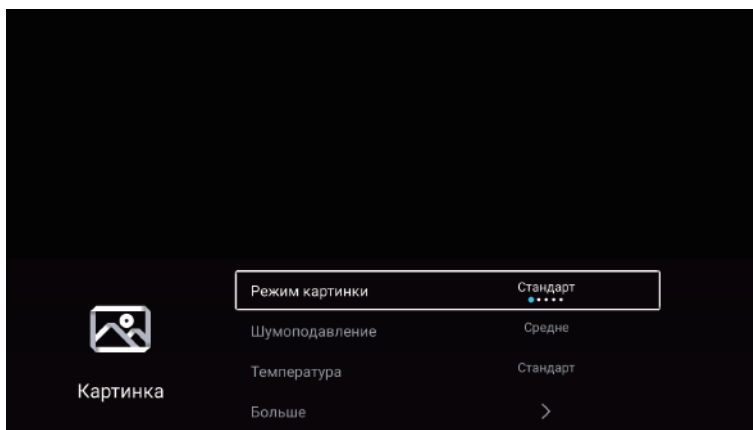 Режим картинки Стандарт
Шумоподавление Средне
Температура Стандарт
Картинка
Больше